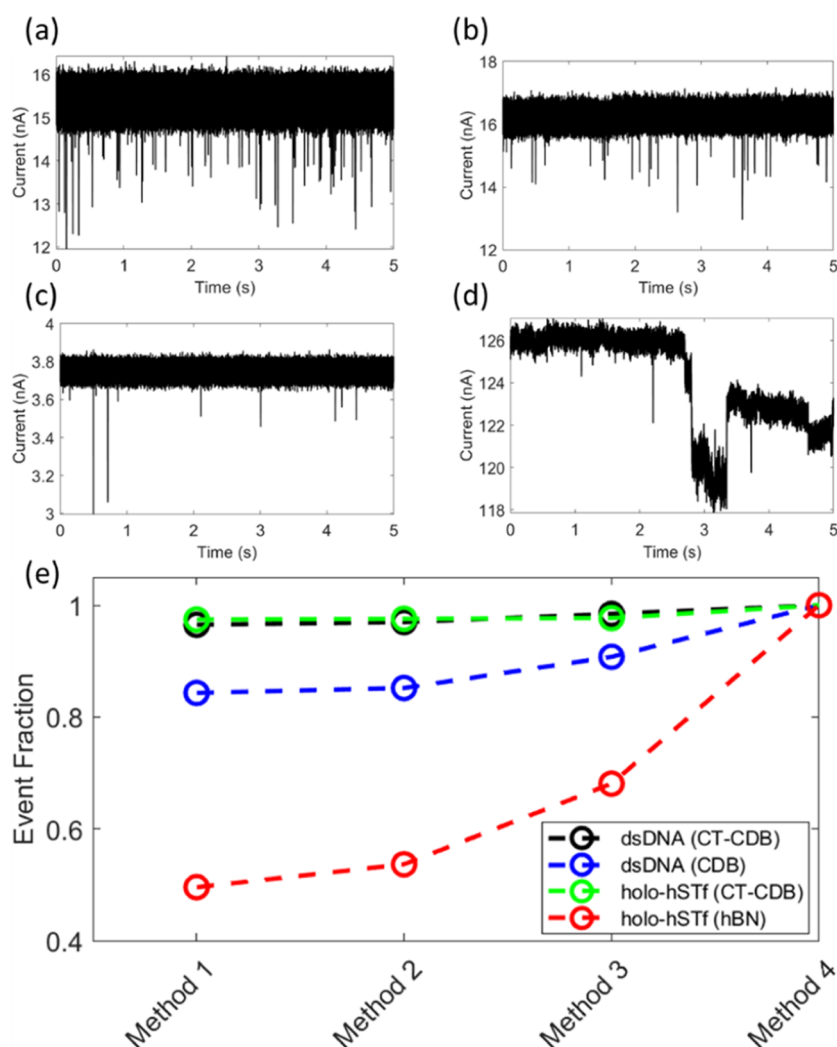 (a)
16
15
14
13
12
Current (nA)
0 1 2 3 4 5
Time (s)
(b)
18
16
14
12
Current (nA)
0 1 2 3 4 5
Time (s)
(c)
4
3.8
3.6
3.4
3.2
3
Current (nA)
0 1 2 3 4 5
Time (s)
(d)
126
124
123
120
118
Current (nA)
0 1 2 3 4 5
Time (s)
(e)
1
0.8
0.6
0.4
Event Fraction
dsDNA (CT-CDB)
dsDNA (CDB)
holo-hSTf (CT-CDB)
holo-hSTf (hBN)
Method 1
Method 2
Method 3
Method 4